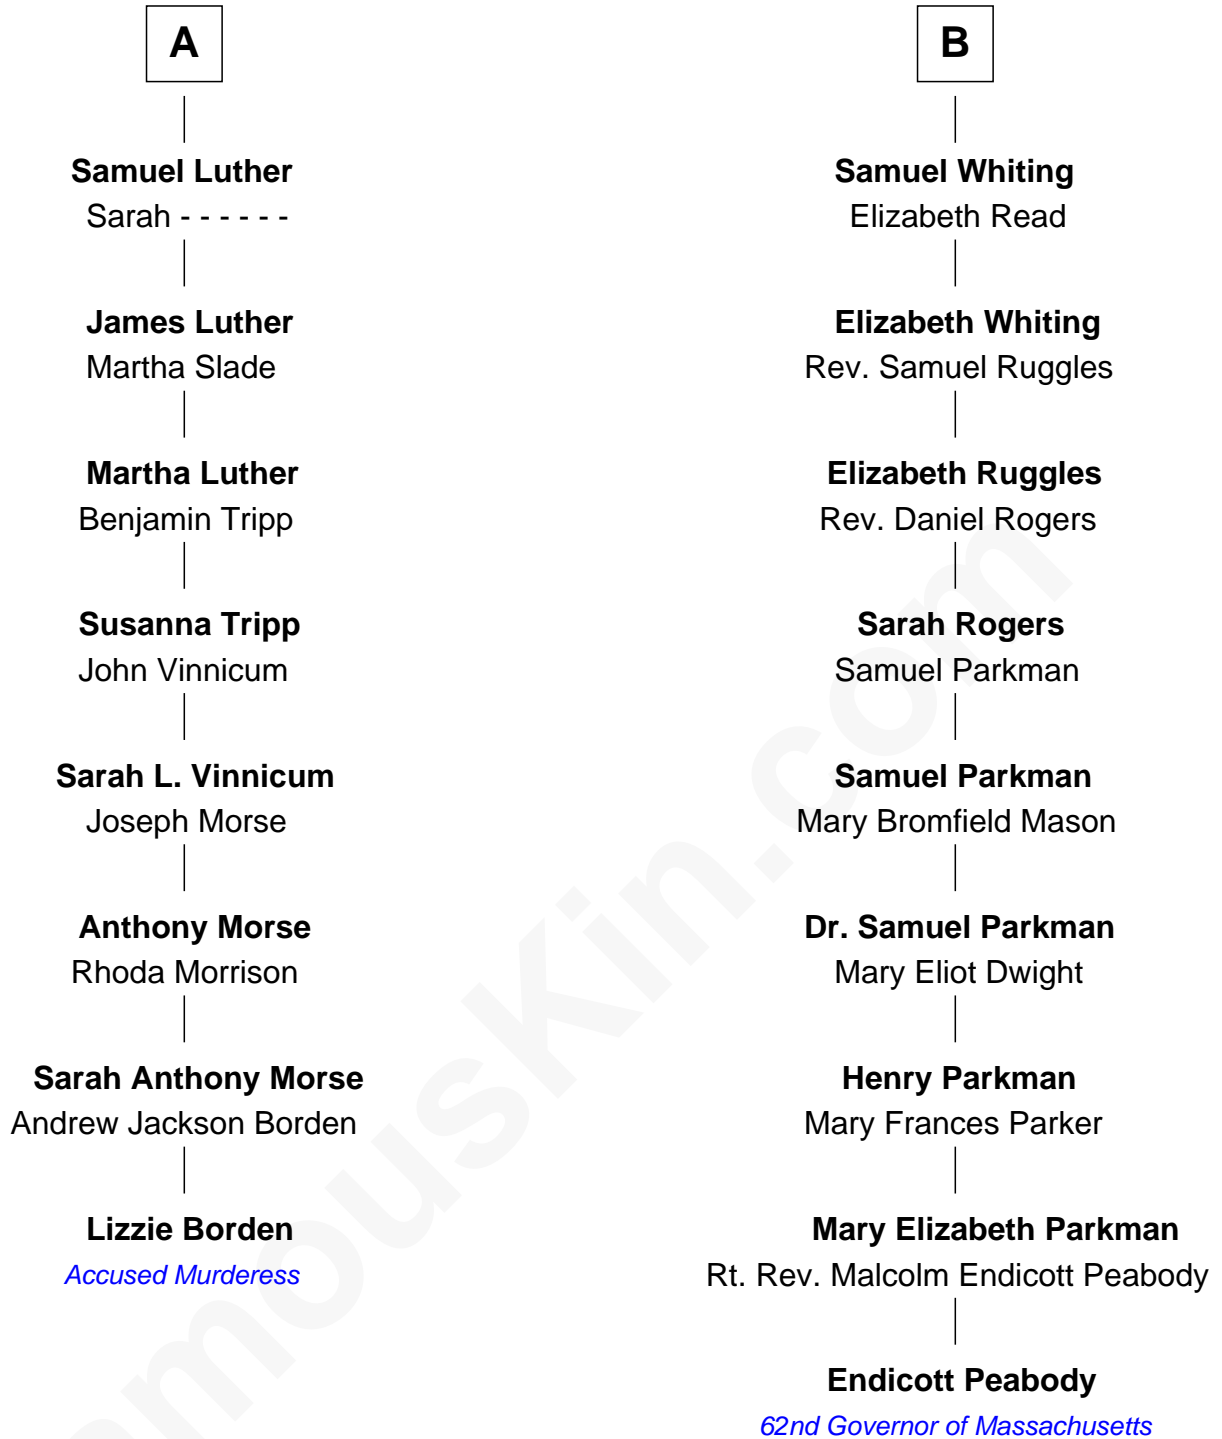 A
Samuel Luther
Sarah - - - - - -
James Luther
Martha Slade
Martha Luther
Benjamin Tripp
Susanna Tripp
John Vinnicum
Sarah L. Vinnicum
Joseph Morse
Anthony Morse
Rhoda Morrison
Sarah Anthony Morse
Andrew Jackson Borden
Lizzie Borden
Accused Murderess
B
Samuel Whiting
Elizabeth Read
Elizabeth Whiting
Rev. Samuel Ruggles
Elizabeth Ruggles
Rev. Daniel Rogers
Sarah Rogers
Samuel Parkman
Samuel Parkman
Mary Bromfield Mason
Dr. Samuel Parkman
Mary Eliot Dwight
Henry Parkman
Mary Frances Parker
Mary Elizabeth Parkman
Rt. Rev. Malcolm Endicott Peabody
Endicott Peabody
62nd Governor of Massachusetts
amousKin.com